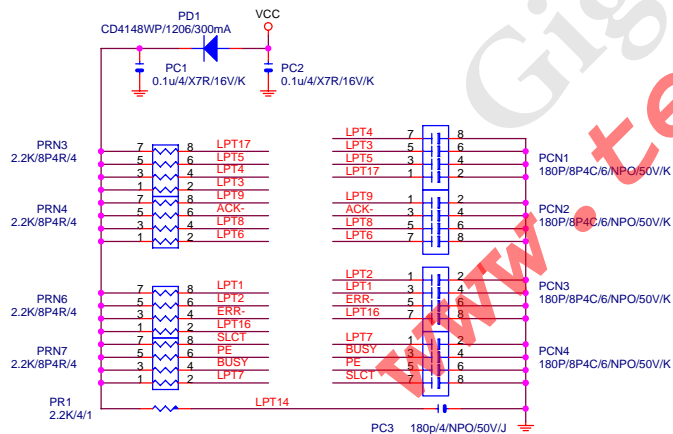 PD1
VCC
CD4148WP/1206/300mA
PC1
0.1u/4/X7R/16V/K
PC2
0.1u/4/X7R/16V/K
Gig
www.te
PRN3
2.2K/8P4R/4
7 8 LPT17
5 6 LPT5
3 4 LPT4
1 2 LPT3
PRN4
2.2K/8P4R/4
7 8 LPT9
5 6 ACK-
3 4 LPT8
1 2 LPT6
LPT4 7 8
LPT3 5 6
LPT5 3 4
LPT17 1 2
PCN1
180P/8P4C/6/NPO/50V/K
LPT9 1 2
ACK- 3 4
LPT8 5 6
LPT6 7 8
PCN2
180P/8P4C/6/NPO/50V/K
PRN6
2.2K/8P4R/4
7 8 LPT1
5 6 LPT2
3 4 ERR-
1 2 LPT16
PRN7
2.2K/8P4R/4
7 8 SLCT
5 6 PE
3 4 BUSY
1 2 LPT7
LPT2 1 2
LPT1 3 4
ERR- 5 6
LPT16 7 8
PCN3
180P/8P4C/6/NPO/50V/K
LPT7 1 2
BUSY 3 4
PE 5 6
SLCT 7 8
PCN4
180P/8P4C/6/NPO/50V/K
PR1
2.2K/4/1
LPT14
PC3
180p/4/NPO/50V/J